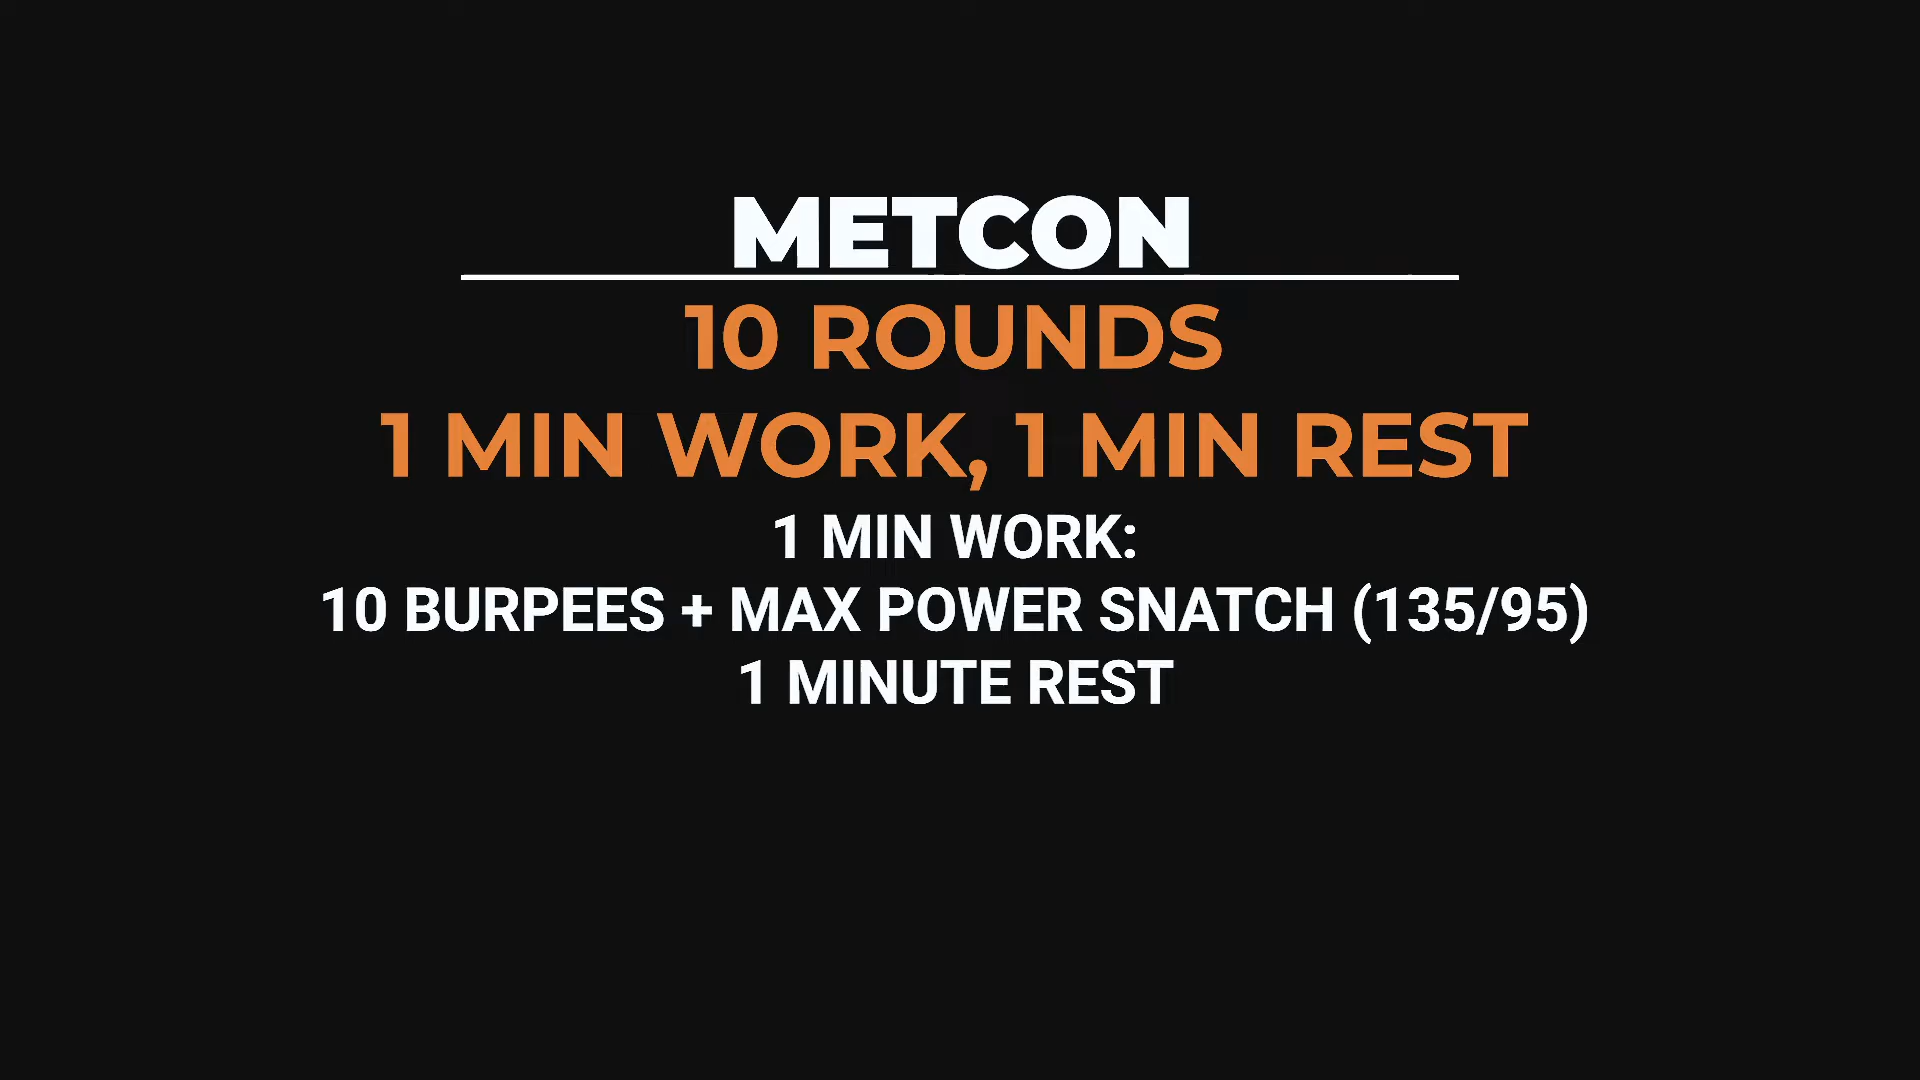 METCON
10 ROUNDS
1 MIN WORK, 1 MIN REST
1 MIN WORK:
10 BURPEES + MAX POWER SNATCH (135/95)
1 MINUTE REST